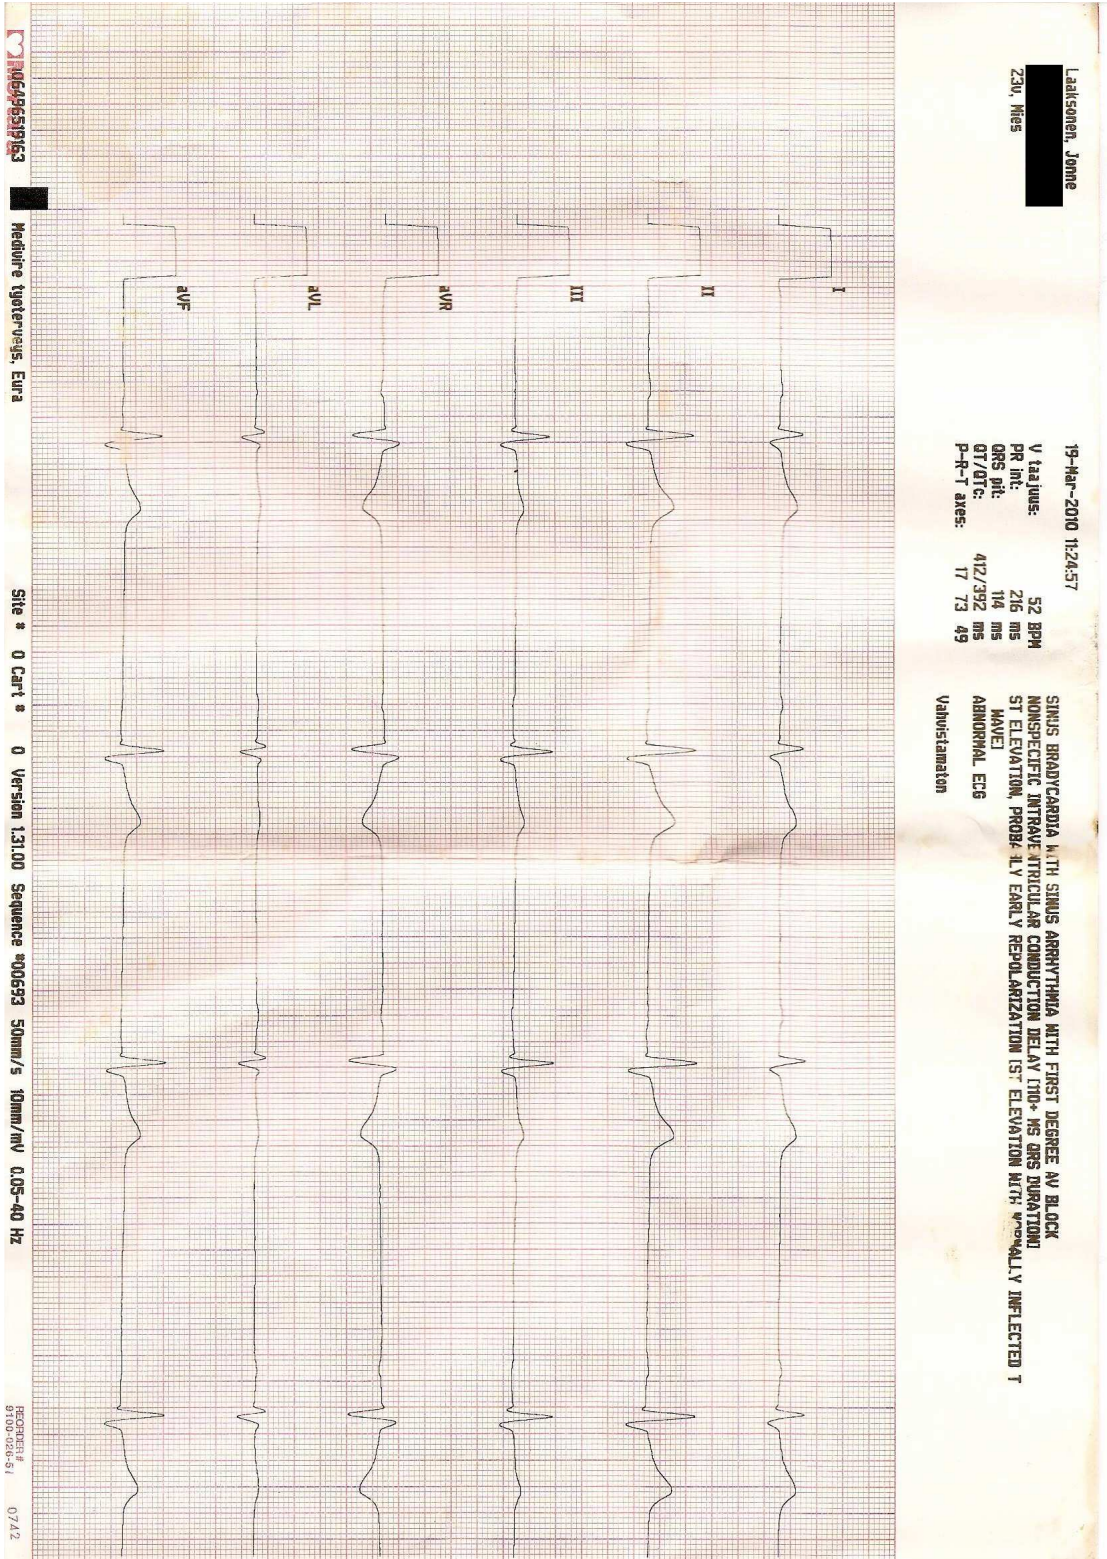 Laaksonen, Jonne
23v, Mies
19-Mar-2010 11:24:57
V taajuus: 52 BPM
PR int: 216 ms
QRS pit: 114 ms
QT/QTc: 412/392 ms
P-R-T axes: 17 73 49
SINUS BRADYCARDIA WITH SINUS ARRHYTHMIA WITH FIRST DEGREE AV BLOCK
NONSPECIFIC INTRAVENTRICULAR CONDUCTION DELAY [110+ MS QRS DURATION]
ST ELEVATION, PROBABLY EARLY REPOLARIZATION [ST ELEVATION WITH NORMALLY INFLECTED T
WAVE]
ABNORMAL ECG
Vahvistamaton
I
II
III
aVR
aVL
aVF
06496519163 Medivire tyoterveys, Eura Site # 0 Cart # 0 Version 1.31.00 Sequence #00693 50mm/s 10mm/mV 0.05-40 Hz
REORDER #
9100-026-51
0742